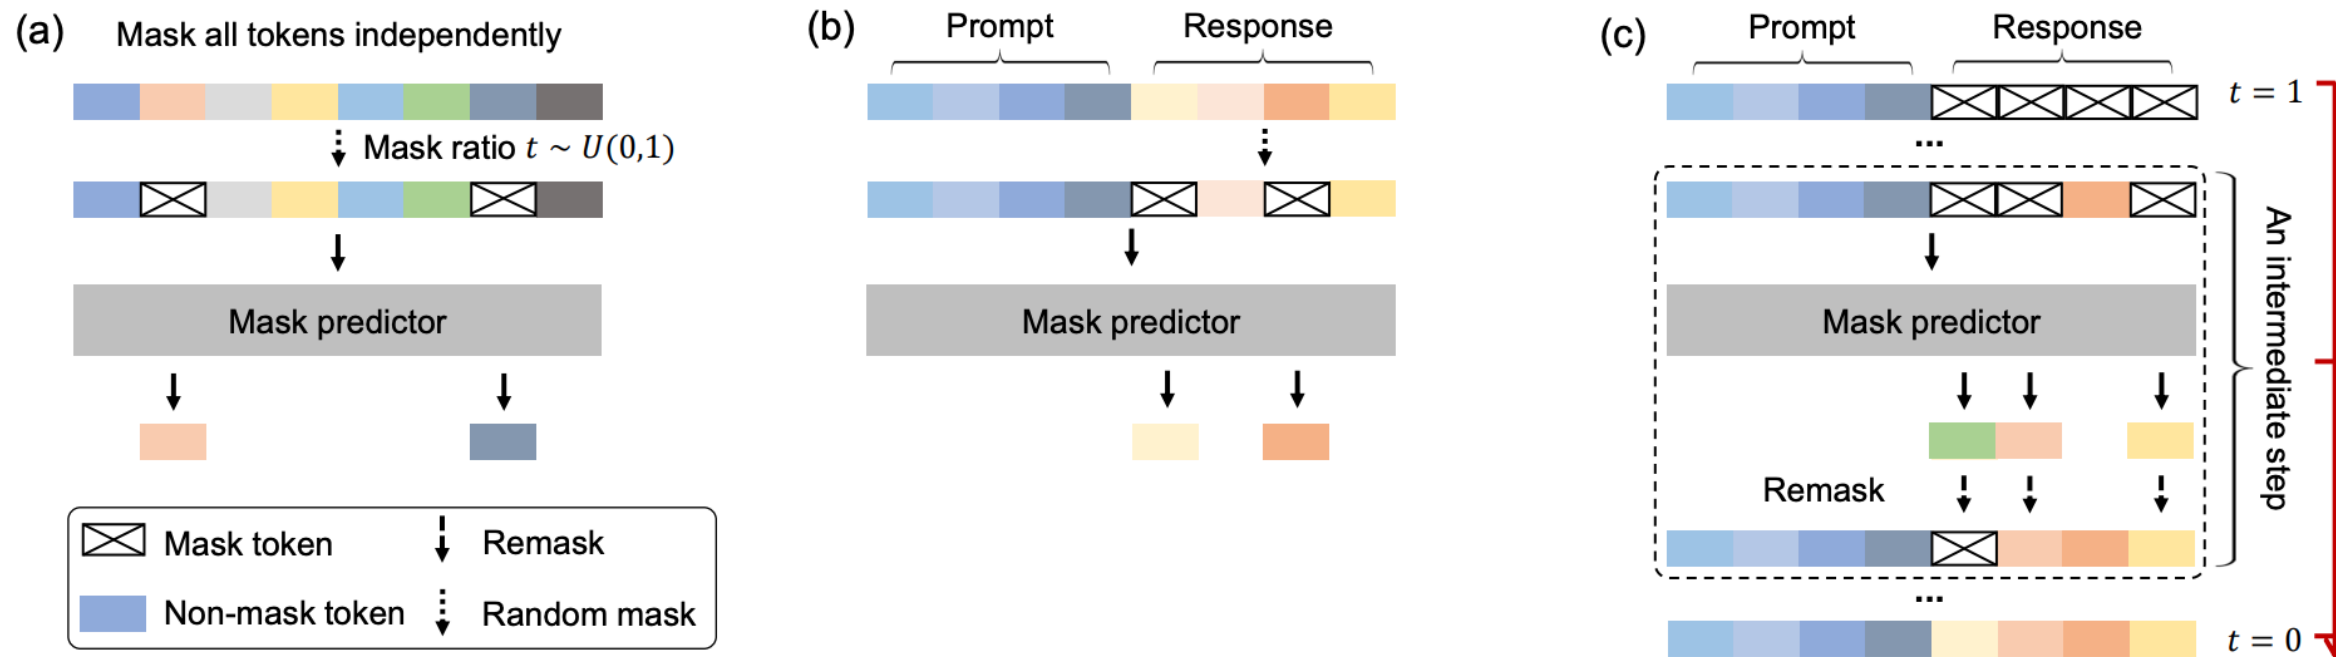 (a) Mask all tokens independently
Mask ratio t ~ U(0,1)
Mask predictor
Mask token
Remask
Non-mask token
Random mask
(b) Prompt Response
Mask predictor
(c) Prompt Response
t = 1
...
Mask predictor
Remask
An intermediate step
...
t = 0